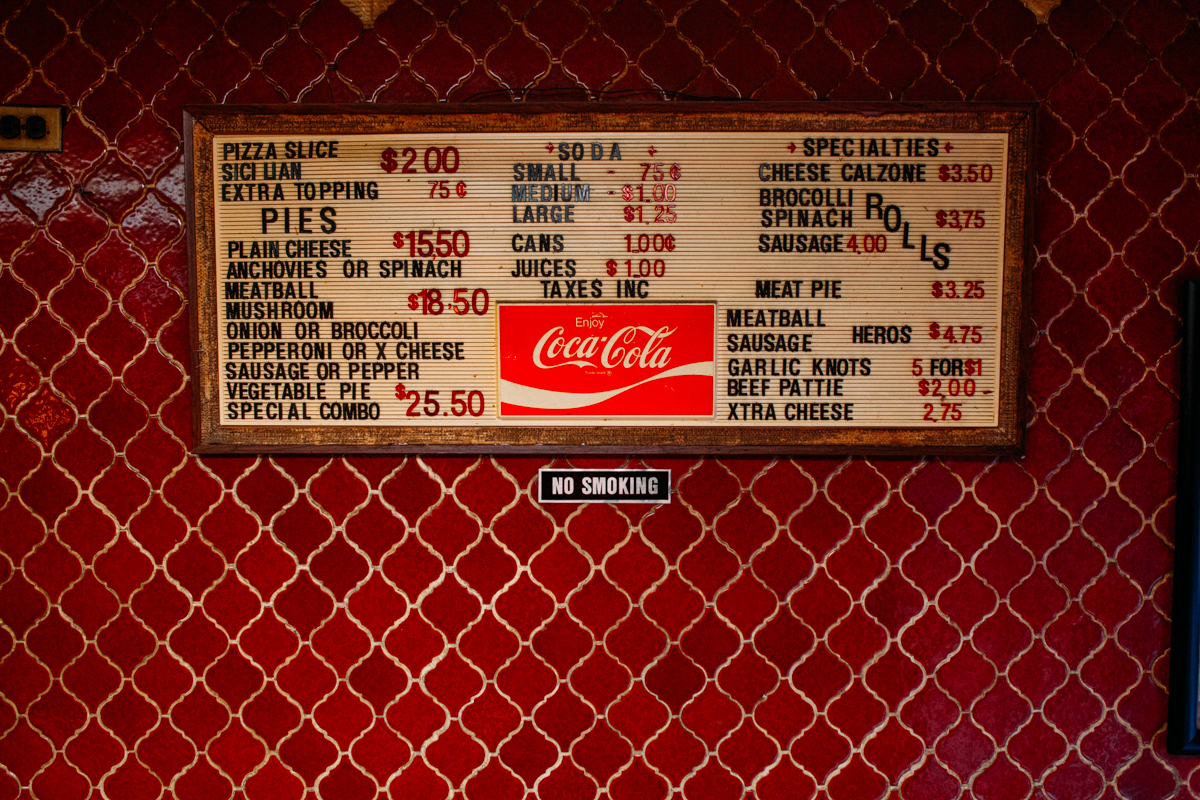 PIZZA SLICE
SICILIAN $2.00
EXTRA TOPPING 75¢
PIES
PLAIN CHEESE $15.50
ANCHOVIES OR SPINACH
MEATBALL
MUSHROOM $18.50
ONION OR BROCCOLI
PEPPERONI OR X CHEESE
SAUSAGE OR PEPPER
VEGETABLE PIE
SPECIAL COMBO $25.50
SODA
SMALL - 75¢
MEDIUM - $1.00
LARGE $1.25
CANS 1.00¢
JUICES $1.00
TAXES INC
Enjoy
Coca-Cola
SPECIALTIES
CHEESE CALZONE $3.50
BROCOLLI
SPINACH ROLLS $3.75
SAUSAGE 4.00
MEAT PIE $3.25
MEATBALL
SAUSAGE HEROS $4.75
GARLIC KNOTS 5 FOR $1
BEEF PATTIE $2.00
XTRA CHEESE 2.75
NO SMOKING